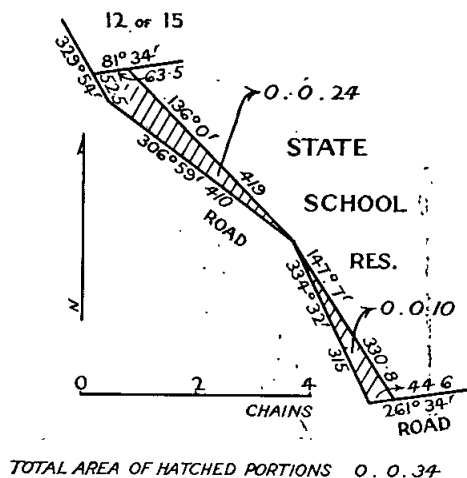 12 OF 15
329° 54′
81° 34′
63.5
52.5
136° 0′
0.0.24
419
306° 59′
410
ROAD
STATE
SCHOOL
RES.
147° 7′
334° 32′
0.0.10
330.8
315
44.6
261° 34′
ROAD
N
0 2 4
CHAINS
TOTAL AREA OF HATCHED PORTIONS 0.0.34